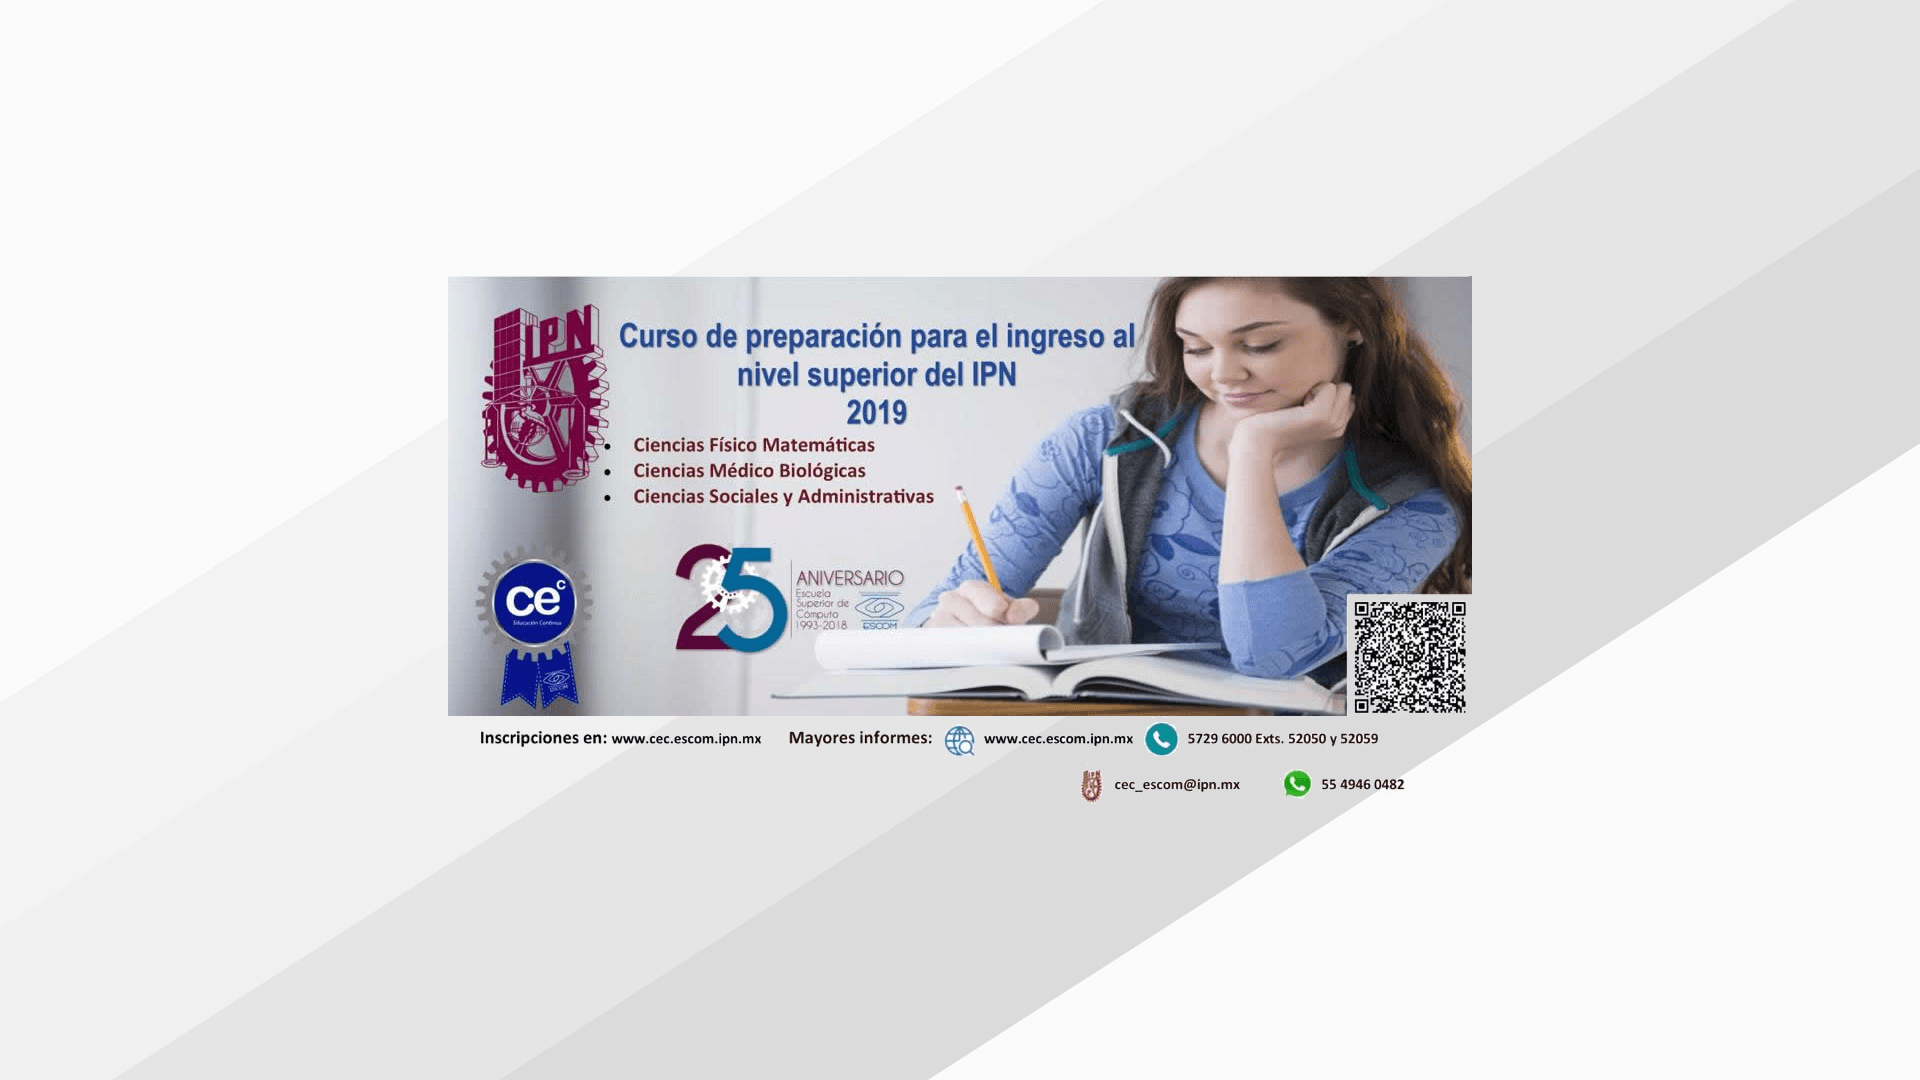 IPN
Curso de preparación para el ingreso al
nivel superior del IPN
2019
• Ciencias Físico Matemáticas
• Ciencias Médico Biológicas
• Ciencias Sociales y Administrativas
ce c
Educación Continua
ESCOM
25
ANIVERSARIO
Escuela
Superior de
Cómputo
1993-2018
ESCOM
Inscripciones en: www.cec.escom.ipn.mx
Mayores informes: www.cec.escom.ipn.mx 5729 6000 Exts. 52050 y 52059
cec_escom@ipn.mx 55 4946 0482